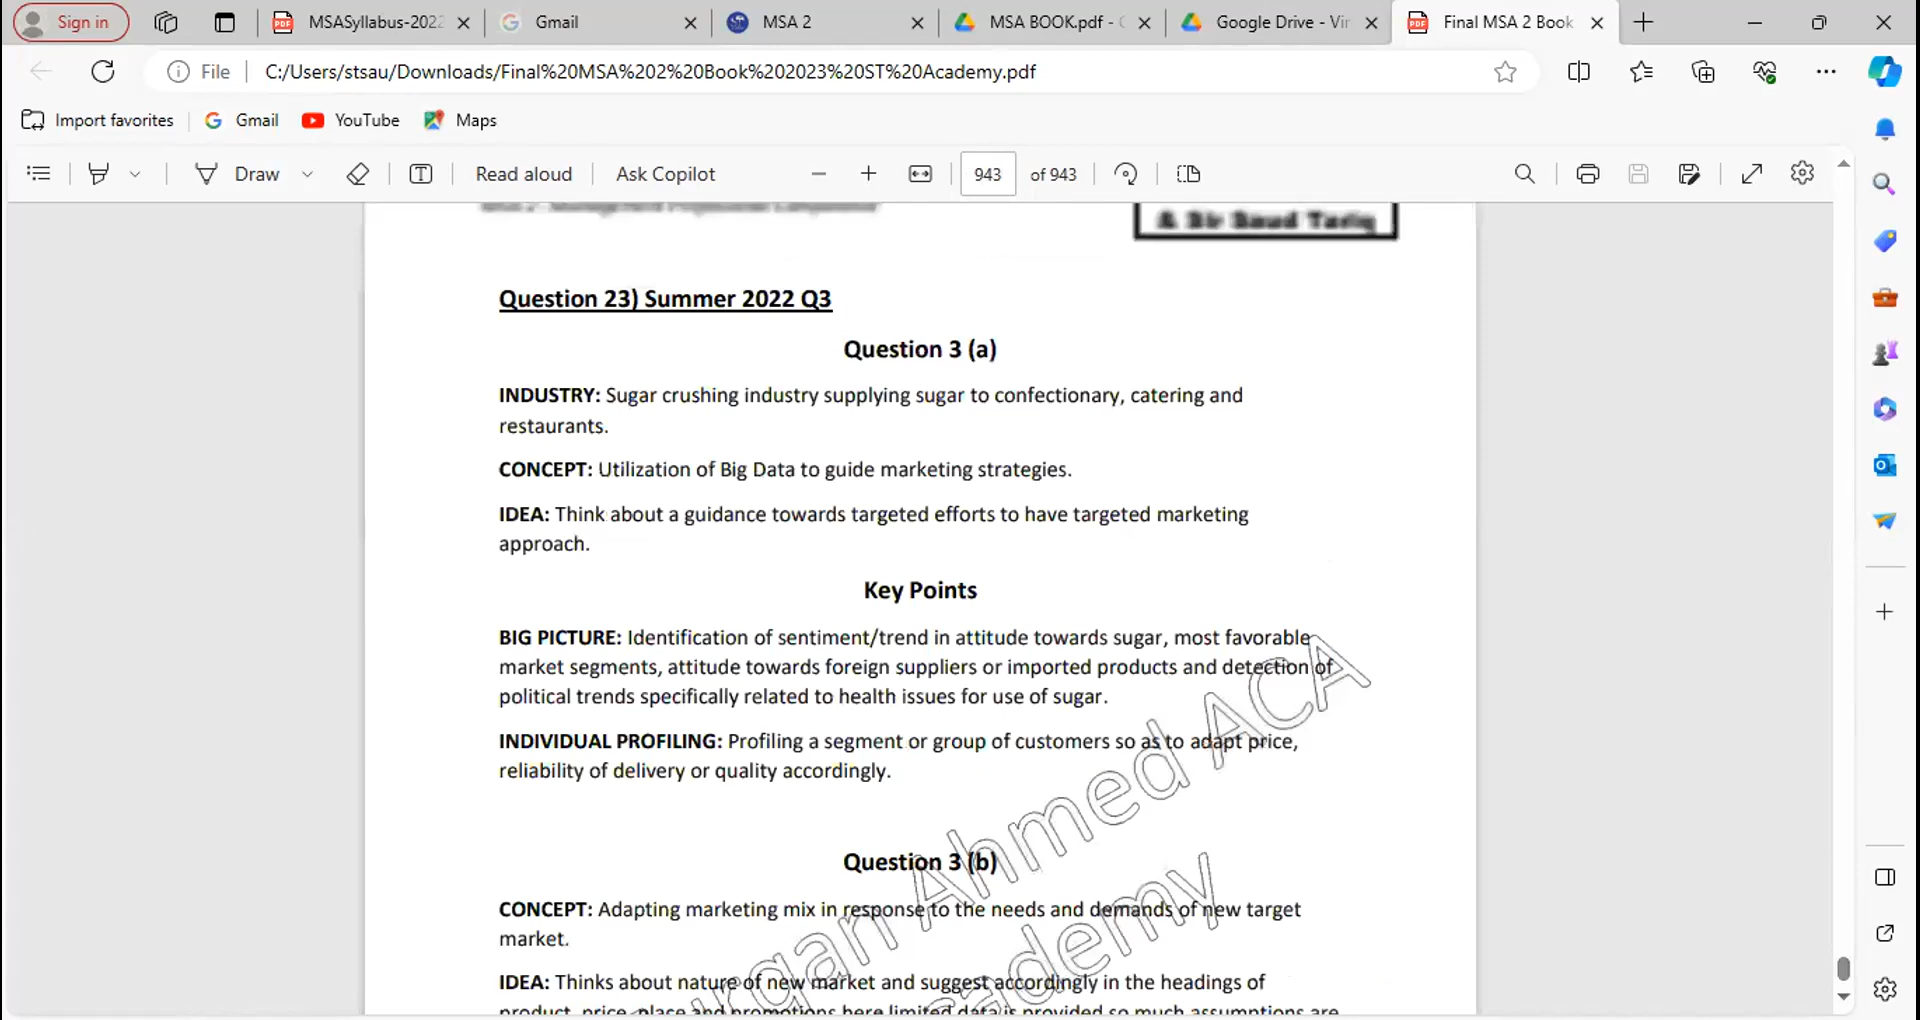 Sign in
MSASyllabus-2022
Gmail
MSA 2
MSA BOOK.pdf -
Google Drive - Vir
Final MSA 2 Book
File
C:/Users/stsau/Downloads/Final%20MSA%202%20Book%202023%20ST%20Academy.pdf
Import favorites
Gmail
YouTube
Maps
Draw
Read aloud
Ask Copilot
943
of 943
& Sir Saud Tariq
Question 23) Summer 2022 Q3
Question 3 (a)
INDUSTRY: Sugar crushing industry supplying sugar to confectionary, catering and
restaurants.
CONCEPT: Utilization of Big Data to guide marketing strategies.
IDEA: Think about a guidance towards targeted efforts to have targeted marketing
approach.
Key Points
BIG PICTURE: Identification of sentiment/trend in attitude towards sugar, most favorable
market segments, attitude towards foreign suppliers or imported products and detection of
political trends specifically related to health issues for use of sugar.
INDIVIDUAL PROFILING: Profiling a segment or group of customers so as to adapt price,
reliability of delivery or quality accordingly.
Question 3 (b)
CONCEPT: Adapting marketing mix in response to the needs and demands of new target
market.
IDEA: Thinks about nature of new market and suggest accordingly in the headings of
product, price, place and promotions here limited data is provided so much assumptions are
Ahmed ACA